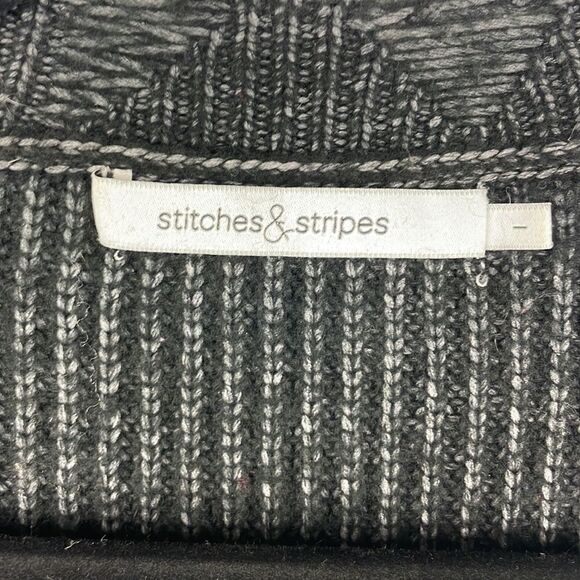 stitches & stripes